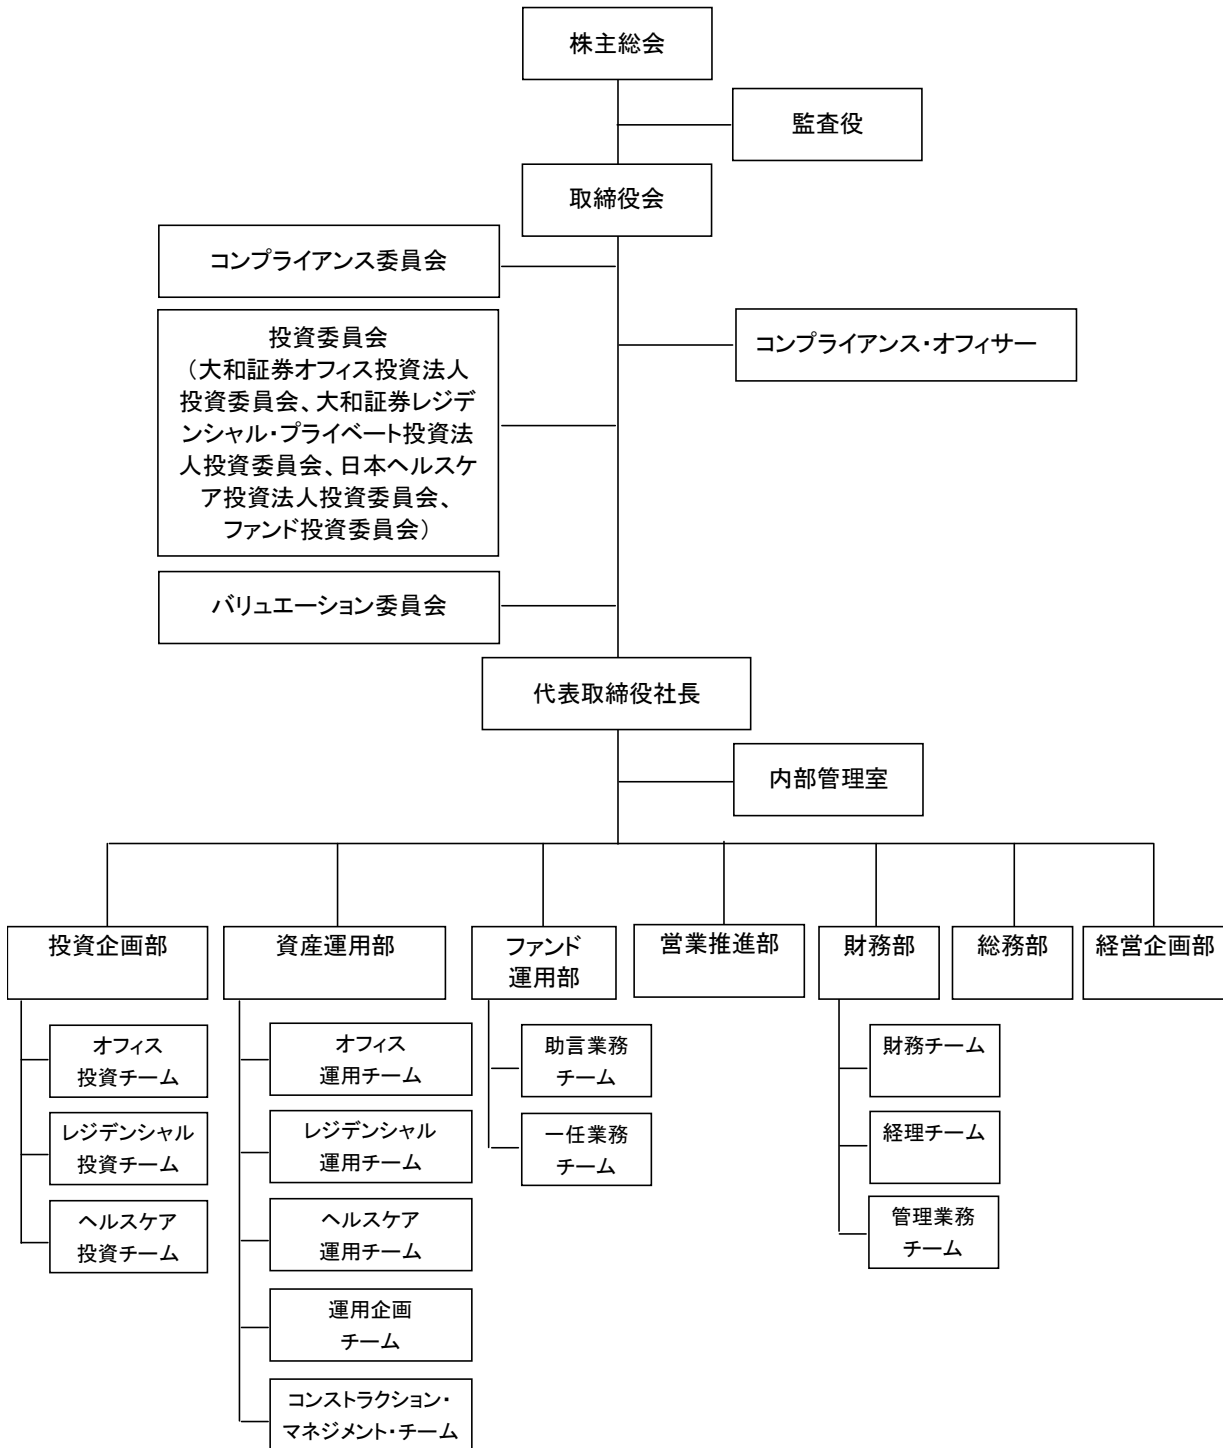 株主総会
監査役
取締役会
コンプライアンス委員会
投資委員会
（大和証券オフィス投資法人
投資委員会、大和証券レジデ
ンシャル・プライベート投資法
人投資委員会、日本ヘルスケ
ア投資法人投資委員会、
ファンド投資委員会）
コンプライアンス・オフィサー
バリュエーション委員会
代表取締役社長
内部管理室
投資企画部
資産運用部
ファンド
運用部
営業推進部
財務部
総務部
経営企画部
オフィス
投資チーム
レジデンシャル
投資チーム
ヘルスケア
投資チーム
オフィス
運用チーム
レジデンシャル
運用チーム
ヘルスケア
運用チーム
運用企画
チーム
コンストラクション・
マネジメント・チーム
助言業務
チーム
一任業務
チーム
財務チーム
経理チーム
管理業務
チーム